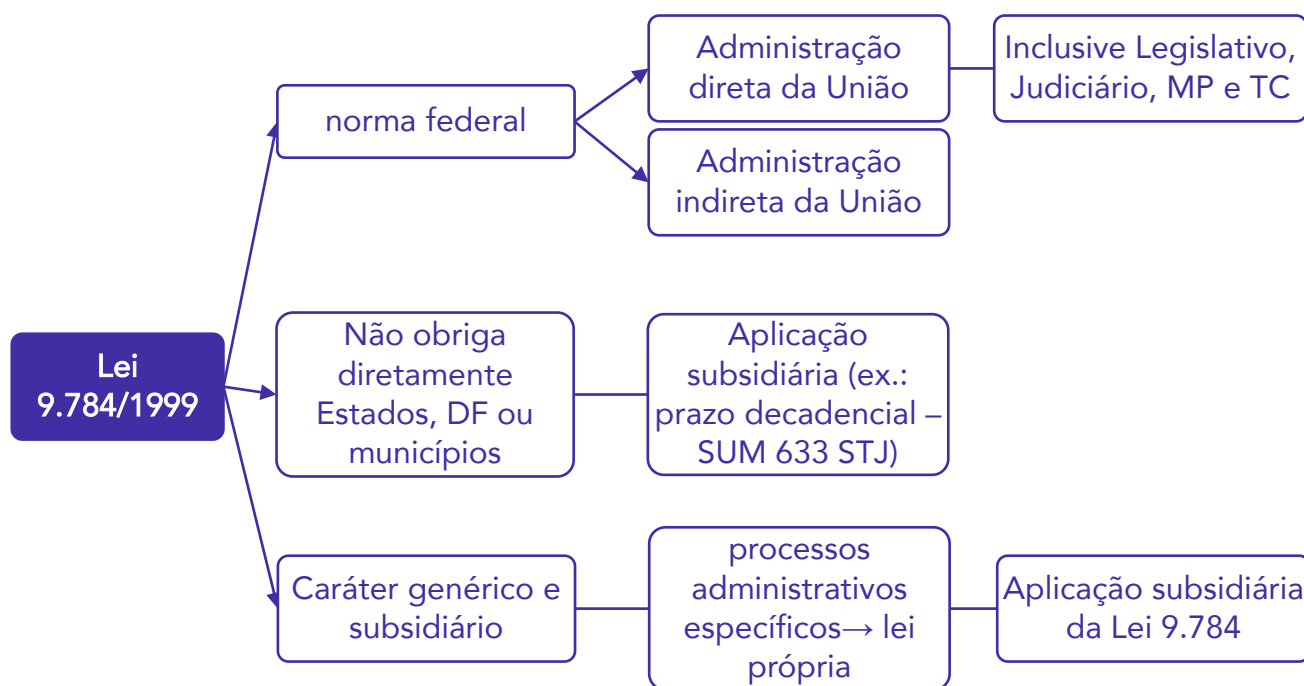 Lei
9.784/1999
norma federal
Administração
direta da União
Inclusive Legislativo,
Judiciário, MP e TC
Administração
indireta da União
Não obriga
diretamente
Estados, DF ou
municípios
Aplicação
subsidiária (ex.:
prazo decadencial –
SUM 633 STJ)
Caráter genérico e
subsidiário
processos
administrativos
específicos→ lei
própria
Aplicação subsidiária
da Lei 9.784